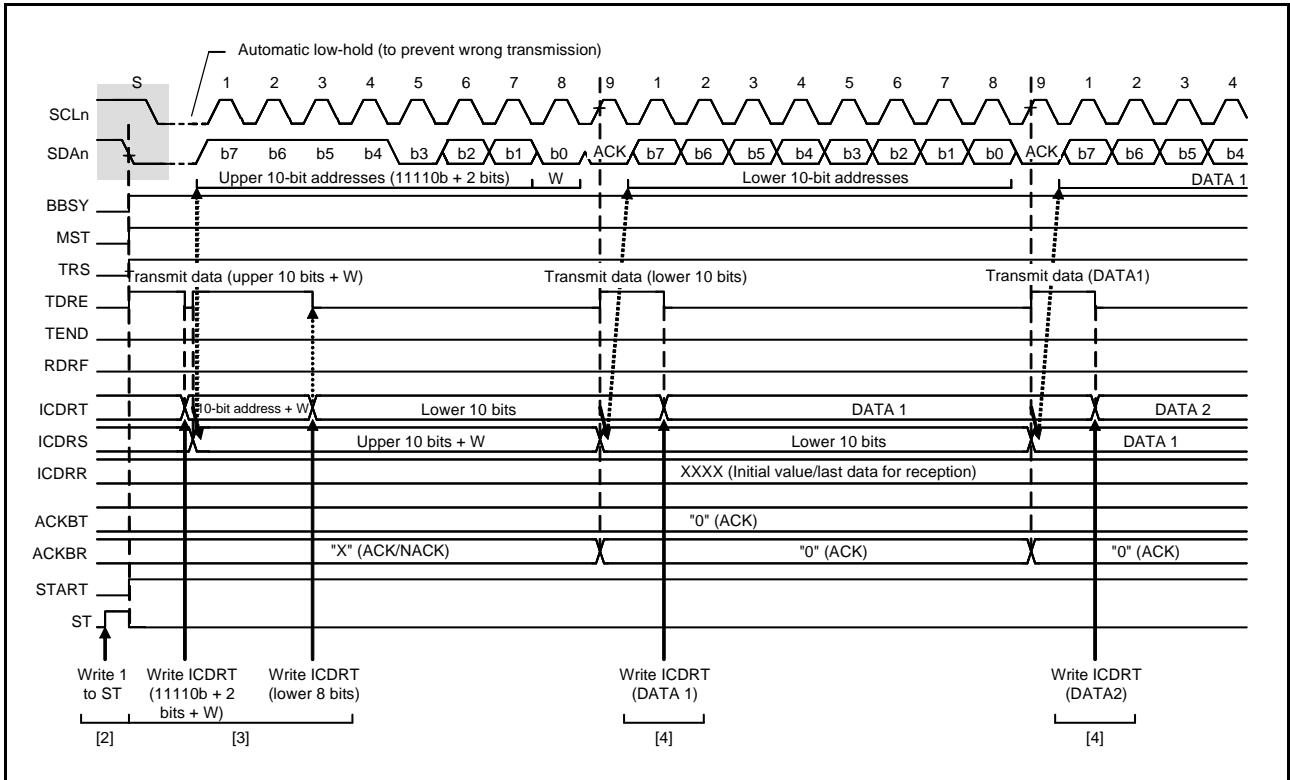 Automatic low-hold (to prevent wrong transmission)
S 1 2 3 4 5 6 7 8 9 1 2 3 4 5 6 7 8 9 1 2 3 4
SCLn
SDAn b7 b6 b5 b4 b3 b2 b1 b0 ACK b7 b6 b5 b4 b3 b2 b1 b0 ACK b7 b6 b5 b4
Upper 10-bit addresses (11110b + 2 bits) W Lower 10-bit addresses DATA 1
BBSY
MST
TRS
Transmit data (upper 10 bits + W) Transmit data (lower 10 bits) Transmit data (DATA1)
TDRE
TEND
RDRF
ICDRT 10-bit address + W Lower 10 bits DATA 1 DATA 2
ICDRS Upper 10 bits + W Lower 10 bits DATA 1
ICDRR XXXX (Initial value/last data for reception)
ACKBT "0" (ACK)
ACKBR "X" (ACK/NACK) "0" (ACK) "0" (ACK)
START
ST
Write 1 Write ICDRT Write ICDRT Write ICDRT Write ICDRT
to ST (11110b + 2 (lower 8 bits) (DATA 1) (DATA2)
bits + W)
[2] [3] [4] [4]